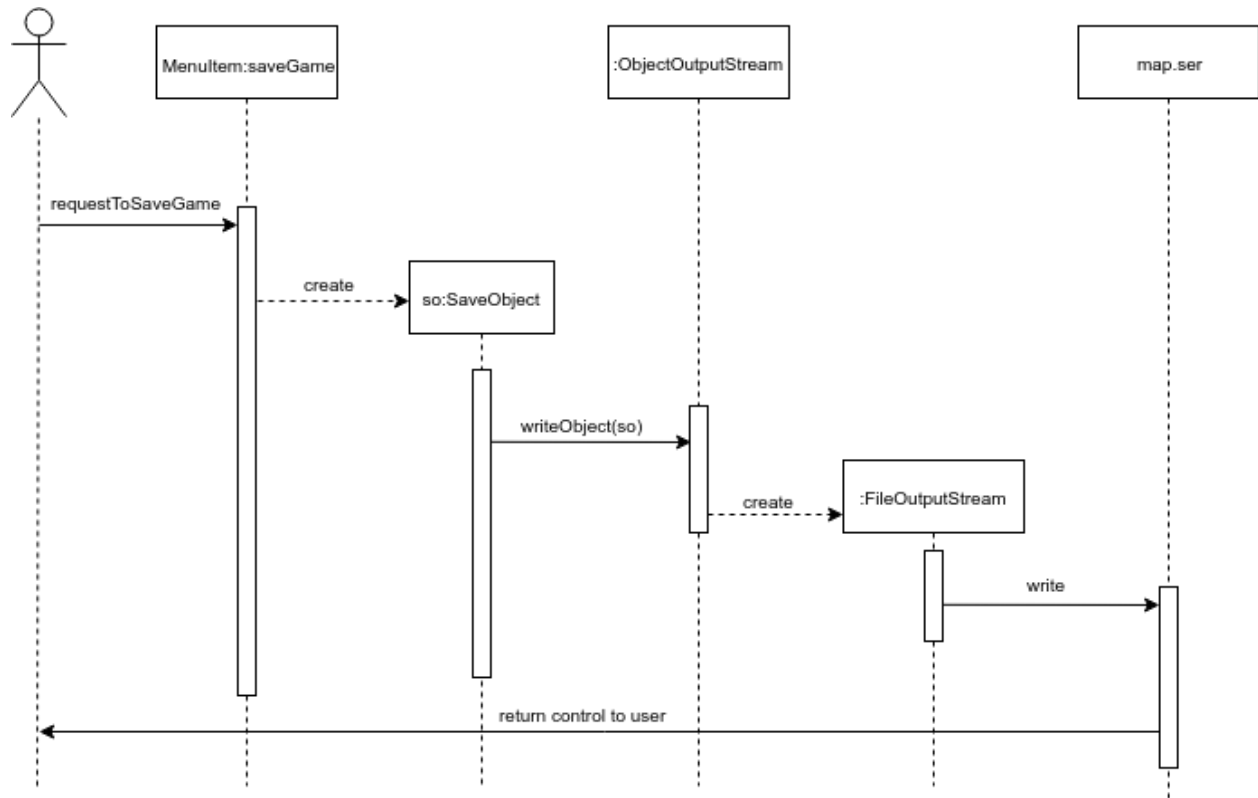 MenuItem:saveGame
:ObjectOutputStream
map.ser
requestToSaveGame
create
so:SaveObject
writeObject(so)
create
:FileOutputStream
write
return control to user